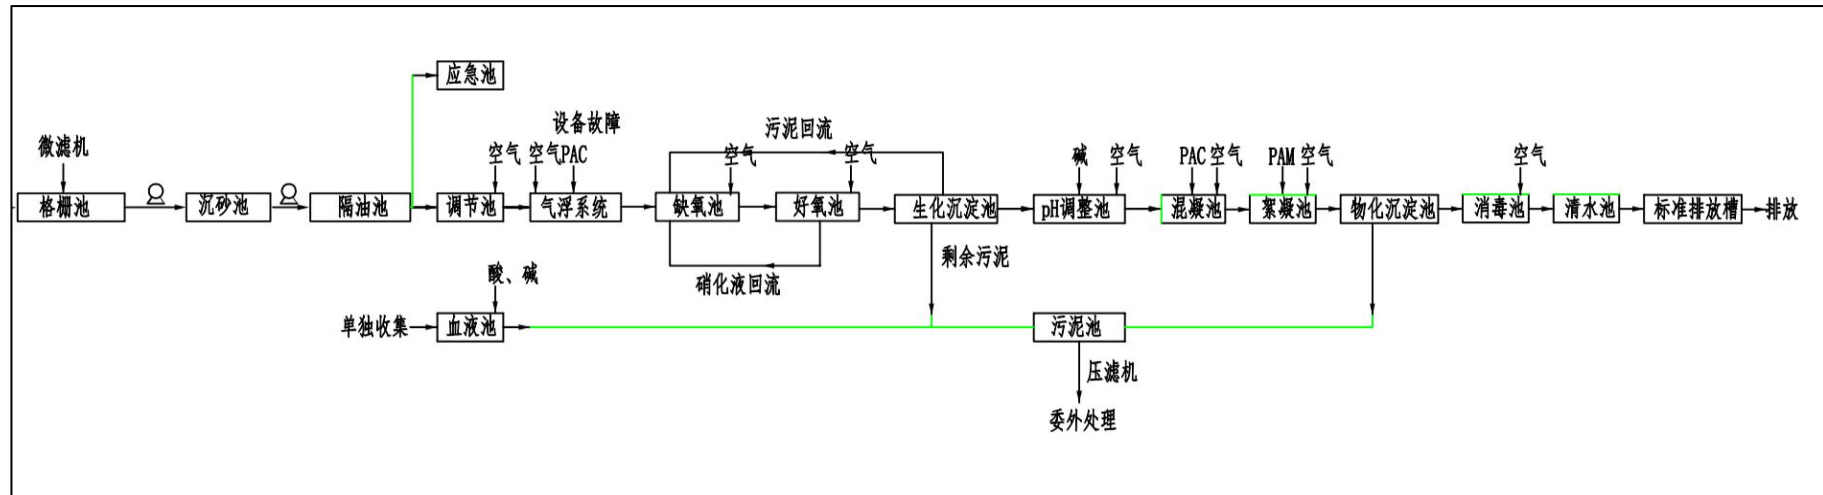 应急池
设备故障
污泥回流
微滤机
空气
空气PAC
空气
空气
碱
空气
PAC
空气
PAM
空气
空气
格栅池
沉砂池
隔油池
调节池
气浮系统
缺氧池
好氧池
生化沉淀池
pH调整池
混凝池
絮凝池
物化沉淀池
消毒池
清水池
标准排放槽
排放
剩余污泥
酸、碱
硝化液回流
单独收集
血液池
污泥池
压滤机
委外处理